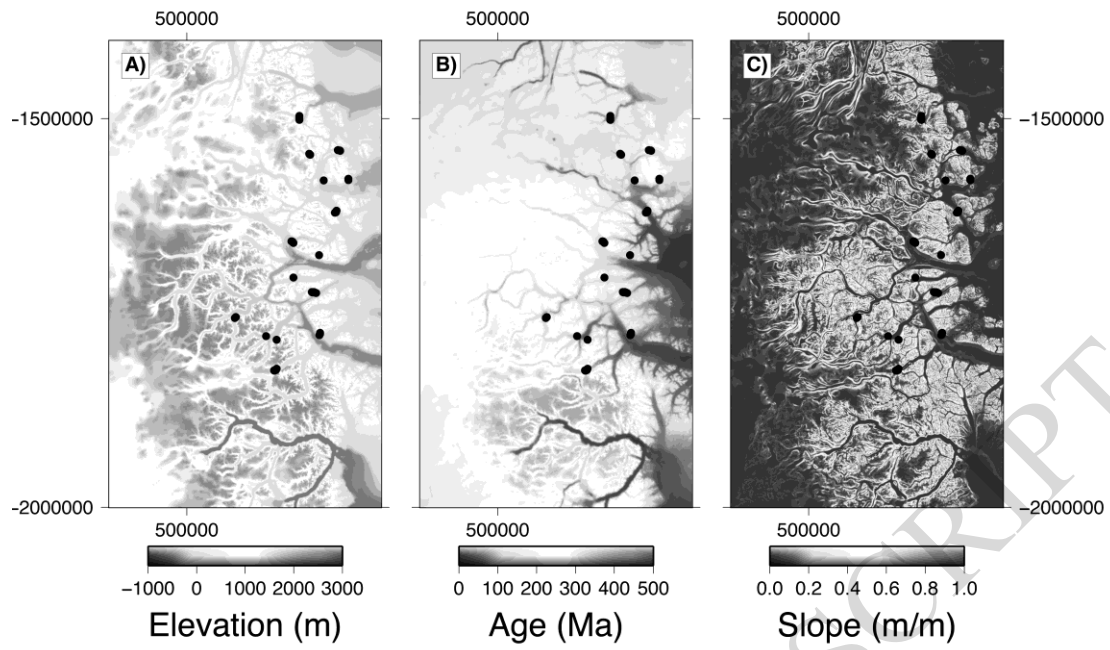 500000 500000 500000
A) B) C)
-1500000 -1500000
-2000000 -2000000
500000 500000 500000
-1000 0 1000 2000 3000 0 100 200 300 400 500 0.0 0.2 0.4 0.6 0.8 1.0
Elevation (m) Age (Ma) Slope (m/m)
SCRIPT